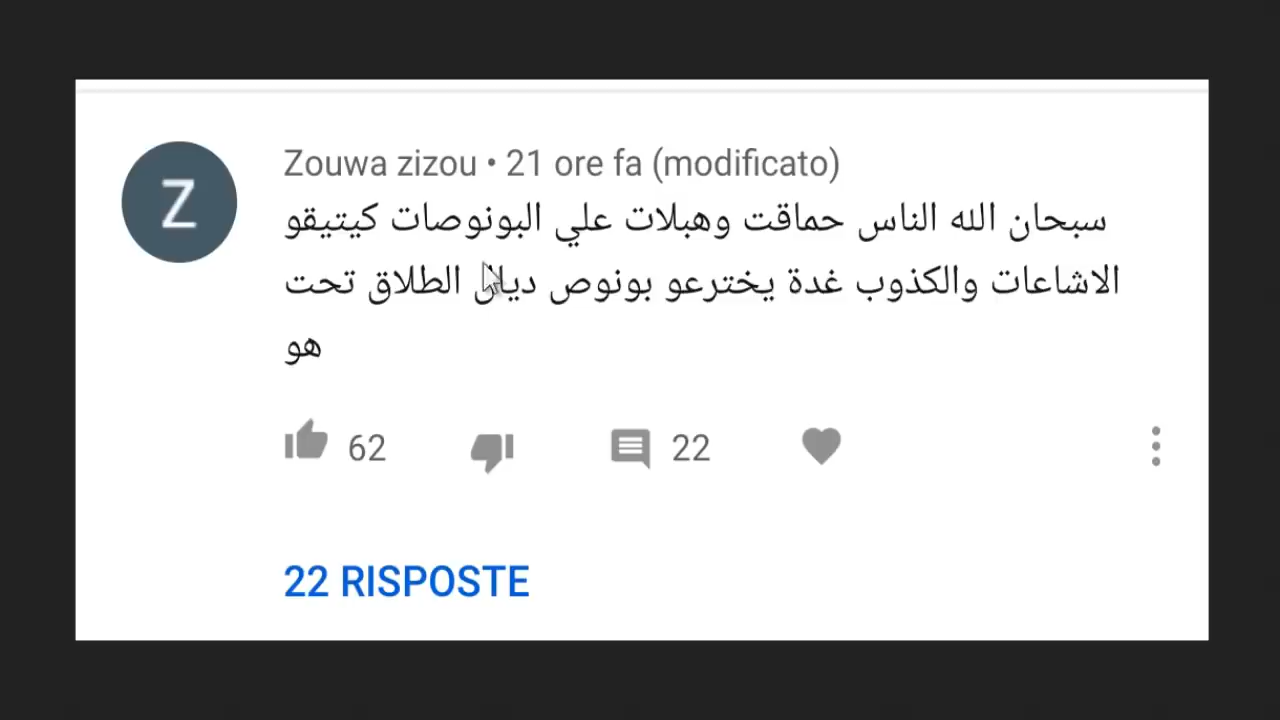 Z
Zouwa zizou • 21 ore fa (modificato)
سبحان الله الناس حماقت وهبلات علي البونوصات كيتيقو
الاشاعات والكذوب غدة يخترعو بونوص ديال الطلاق تحت
هو
62 22
22 RISPOSTE